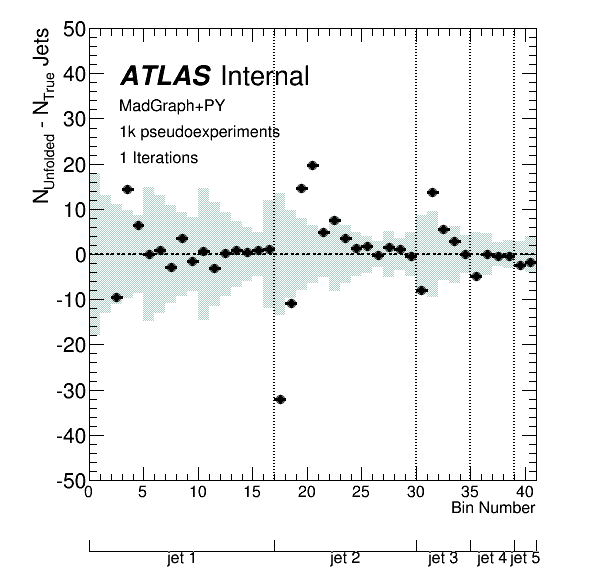 N_Unfolded - N_True Jets
50
40
30
20
10
0
-10
-20
-30
-40
-50
ATLAS Internal
MadGraph+PY
1k pseudoexperiments
1 Iterations
0 5 10 15 20 25 30 35 40
Bin Number
jet 1 jet 2 jet 3 jet 4 jet 5